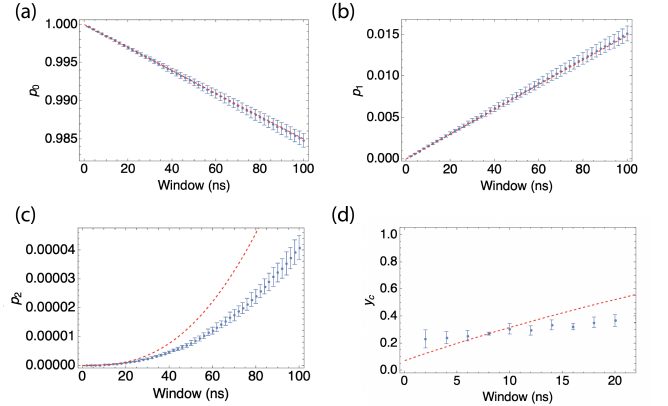 (a)
1.000
0.995
0.990
0.985
p0
0 20 40 60 80 100
Window (ns)
(b)
0.015
0.010
0.005
0.000
p1
0 20 40 60 80 100
Window (ns)
(c)
0.00004
0.00003
0.00002
0.00001
0.00000
p2
0 20 40 60 80 100
Window (ns)
(d)
1.0
0.8
0.6
0.4
0.2
0.0
yc
0 5 10 15 20
Window (ns)